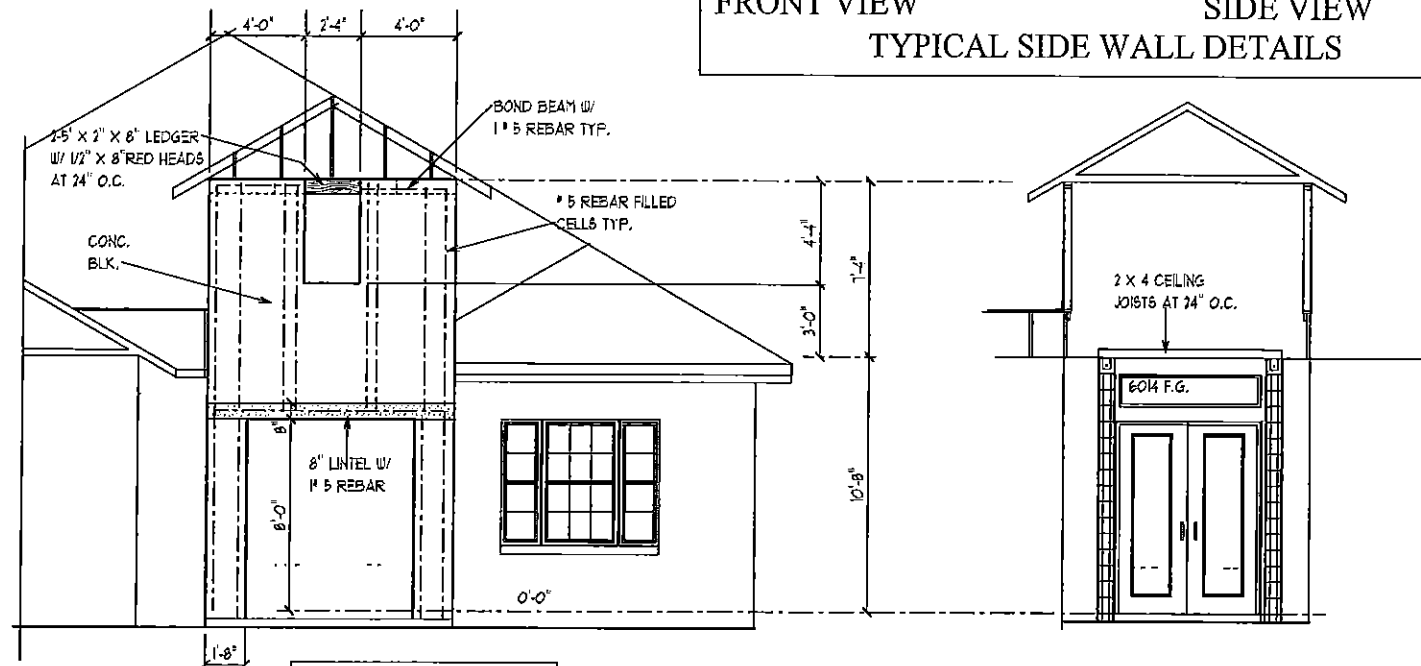 FRONT VIEW SIDE VIEW
TYPICAL SIDE WALL DETAILS
4'-0" 2'-4" 4'-0"
2-5' X 2" X 8" LEDGER
W/ 1/2" X 8" RED HEADS
AT 24" O.C.
BOND BEAM W/
1 # 5 REBAR TYP.
# 5 REBAR FILLED
CELLS TYP.
CONC.
BLK.
4'-4"
7'-4"
3'-0"
2 X 4 CEILING
JOISTS AT 24" O.C.
6014 F.G.
8"
8" LINTEL W/
1# 5 REBAR
8'-0"
10'-8"
0'-0"
1'-8"